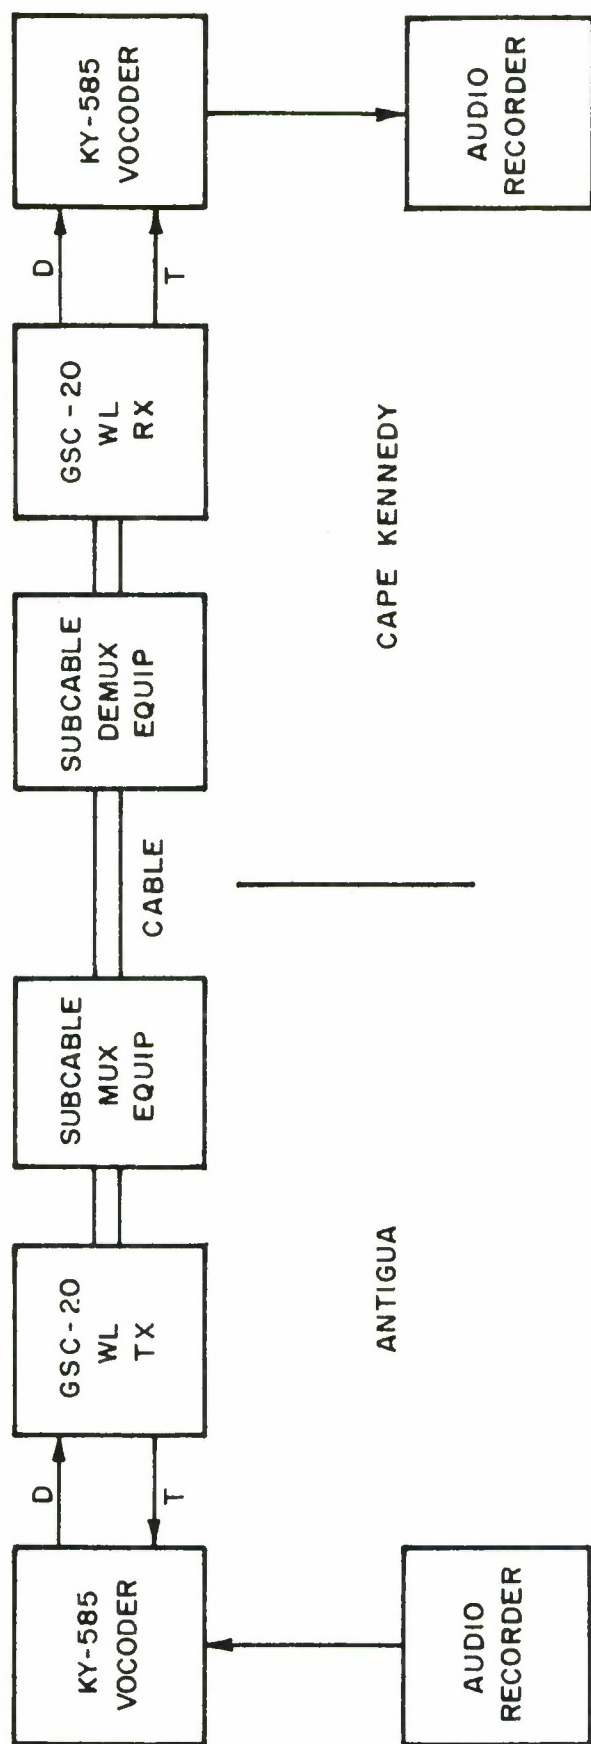 KY-585
VOCODER
D
T
GSC-20
WL
TX
SUBCABLE
MUX
EQUIP
CABLE
SUBCABLE
DEMUX
EQUIP
GSC-20
WL
RX
D
T
KY-585
VOCODER
AUDIO
RECORDER
ANTIGUA
CAPE KENNEDY
AUDIO
RECORDER